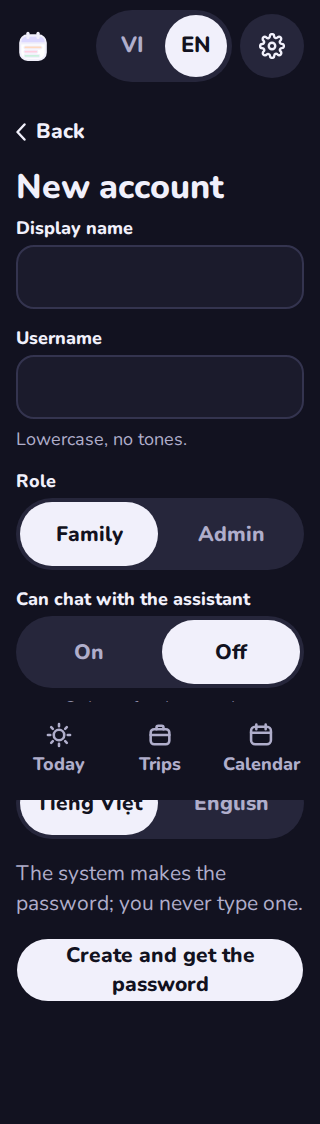 VI EN
Back
New account
Display name
Username
Lowercase, no tones.
Role
Family Admin
Can chat with the assistant
On Off
Today Trips Calendar
Tiếng Việt English
The system makes the
password; you never type one.
Create and get the
password